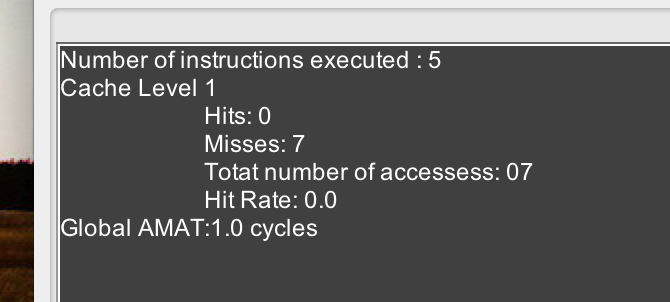 Number of instructions executed : 5
Cache Level 1
Hits: 0
Misses: 7
Totat number of accessess: 07
Hit Rate: 0.0
Global AMAT:1.0 cycles